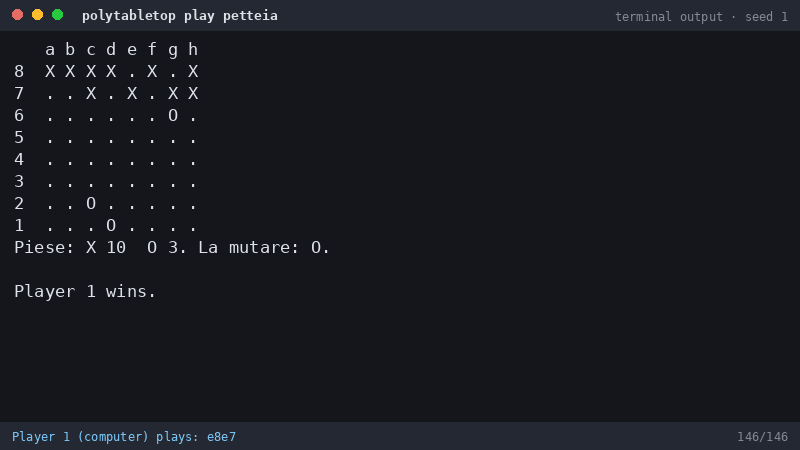 polytabletop play petteia
terminal output · seed 1
a b c d e f g h
8 X X X X . X . X
7 . . X . X . X X
6 . . . . . . O .
5 . . . . . . . .
4 . . . . . . . .
3 . . . . . . . .
2 . . O . . . . .
1 . . . O . . . .
Piese: X 10  O 3. La mutare: O.
Player 1 wins.
Player 1 (computer) plays: e8e7
146/146